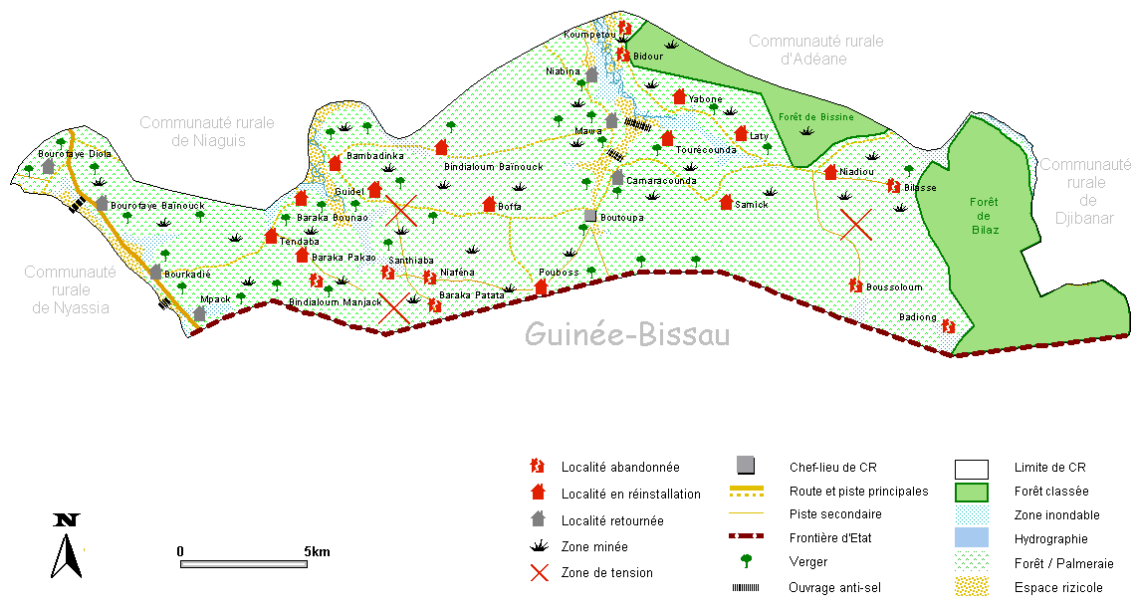 Koumpetou
Bidour
Communauté rurale
d'Adéane
Niabina
Yabone
Forêt de Bissine
Communauté rurale
de Niaguis
Mawa
Laty
Tourécounda
Bourofaye Diola
Bambadinka
Bindialoum Baïnouck
Niadiou
Bilasse
Communauté
rurale
de
Djibanar
Camaracounda
Guidel
Bourofaye Baïnouck
Baraka Bounao
Boffa
Boutoupa
Samick
Forêt
de
Bilaz
Tendaba
Baraka Pakao
Santhiaba
Communauté
rurale
de Nyassia
Bourkadié
Niaféna
Pouboss
Boussoloum
Mpack
Bindialoum Manjack
Baraka Patata
Badiong
Guinée-Bissau
Localité abandonnée
Localité en réinstallation
Localité retournée
Zone minée
Zone de tension
Chef-lieu de CR
Route et piste principales
Piste secondaire
Frontière d'Etat
Verger
Ouvrage anti-sel
Limite de CR
Forêt classée
Zone inondable
Hydrographie
Forêt / Palmeraie
Espace rizicole
N
0 5km